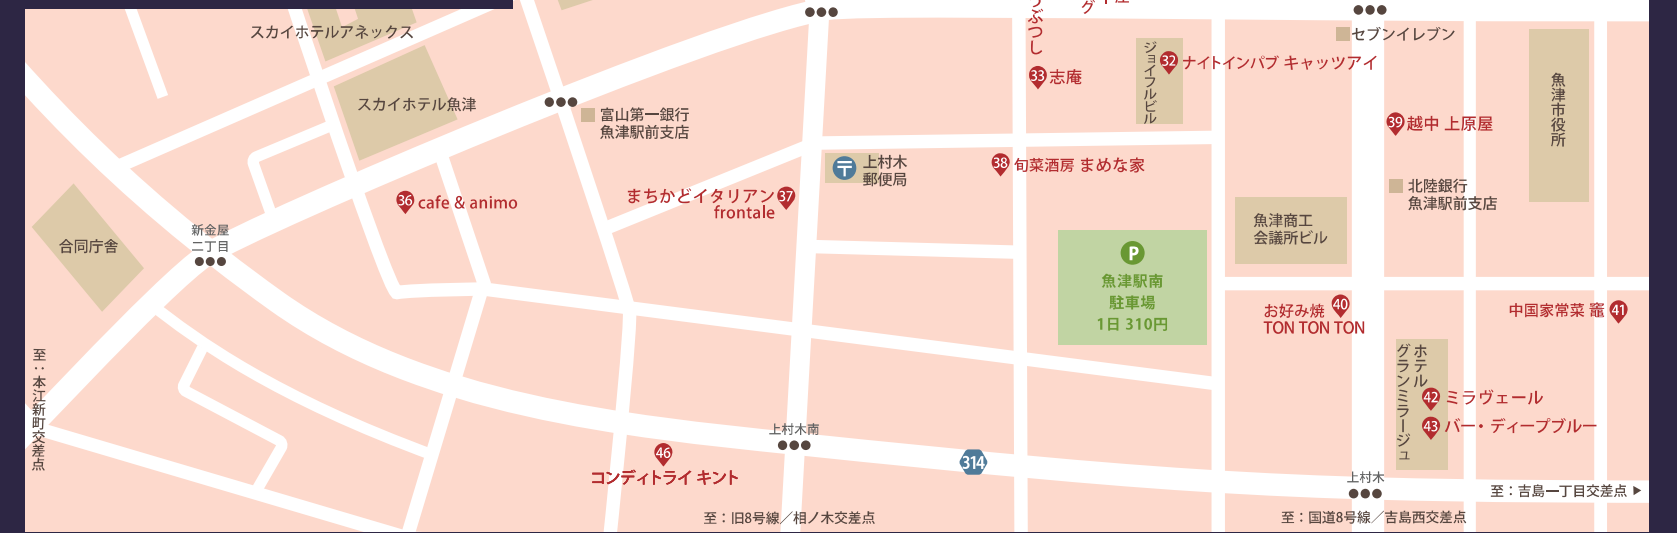 スカイホテルアネックス
スカイホテル魚津
富山第一銀行
魚津駅前支店
つぶつし
グ
33 志庵
ジョイフルビル
32 ナイトインパブ キャッツアイ
セブンイレブン
魚津市役所
39 越中 上原屋
〒 上村木
郵便局
38 旬菜酒房 まめな家
北陸銀行
魚津駅前支店
36 cafe & animo
まちかどイタリアン 37
frontale
新金屋
二丁目
合同庁舎
魚津商工
会議所ビル
P
魚津駅南
駐車場
1日 310円
お好み焼 40
TON TON TON
中国家常菜 竈 41
至：本江新町交差点
ホテル
グランミラージュ
42 ミラヴェール
43 バー・ディープブルー
上村木南
46
コンディトライ キント
314
上村木
至：吉島一丁目交差点
至：旧8号線／相ノ木交差点
至：国道8号線／吉島西交差点